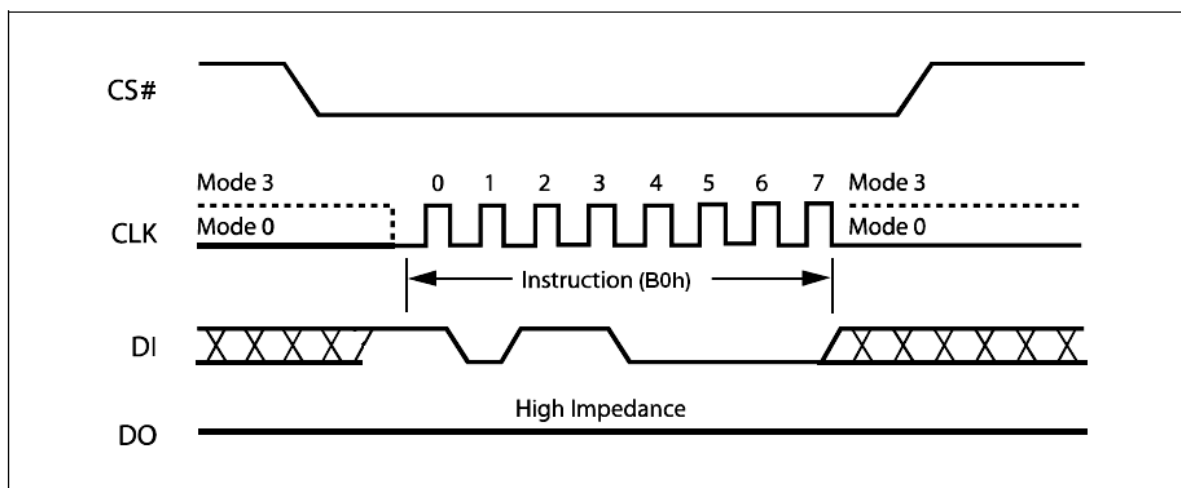 CS#
Mode 3 0 1 2 3 4 5 6 7 Mode 3
CLK Mode 0 Mode 0
Instruction (B0h)
DI
High Impedance
DO